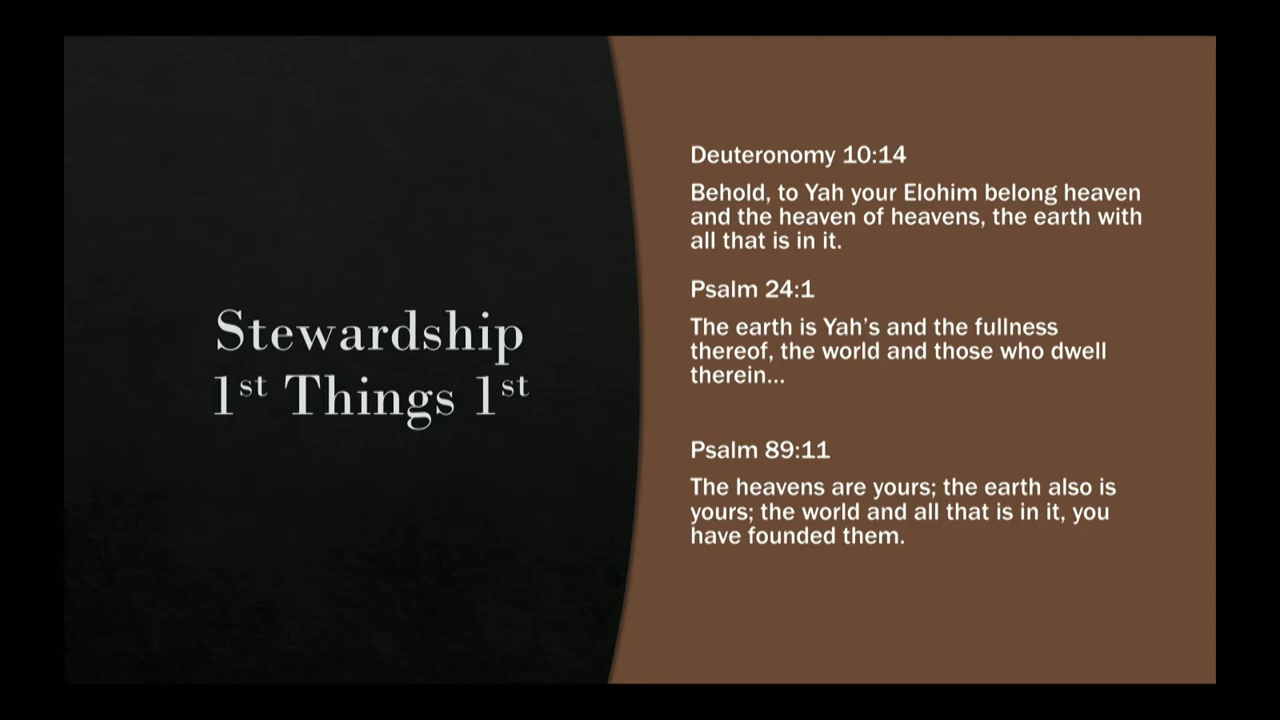 Stewardship
1st Things 1st
Deuteronomy 10:14
Behold, to Yah your Elohim belong heaven
and the heaven of heavens, the earth with
all that is in it.
Psalm 24:1
The earth is Yah’s and the fullness
thereof, the world and those who dwell
therein…
Psalm 89:11
The heavens are yours; the earth also is
yours; the world and all that is in it, you
have founded them.